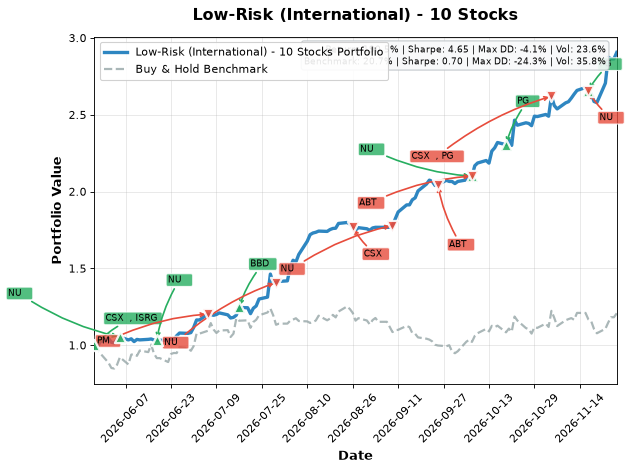 Low-Risk (International) - 10 Stocks
Low-Risk (International) - 10 Stocks Portfolio
Buy & Hold Benchmark
% | Sharpe: 4.65 | Max DD: -4.1% | Vol: 23.6%
Benchmark: 20.7% | Sharpe: 0.70 | Max DD: -24.3% | Vol: 35.8%
Portfolio Value
3.0
2.5
2.0
1.5
1.0
NU
PG
NU
CSX , PG
ABT
ABT
CSX
BBD
NU
NU
NU
CSX , ISRG
PM
NU
2026-06-07
2026-06-23
2026-07-09
2026-07-25
2026-08-10
2026-08-26
2026-09-11
2026-09-27
2026-10-13
2026-10-29
2026-11-14
Date